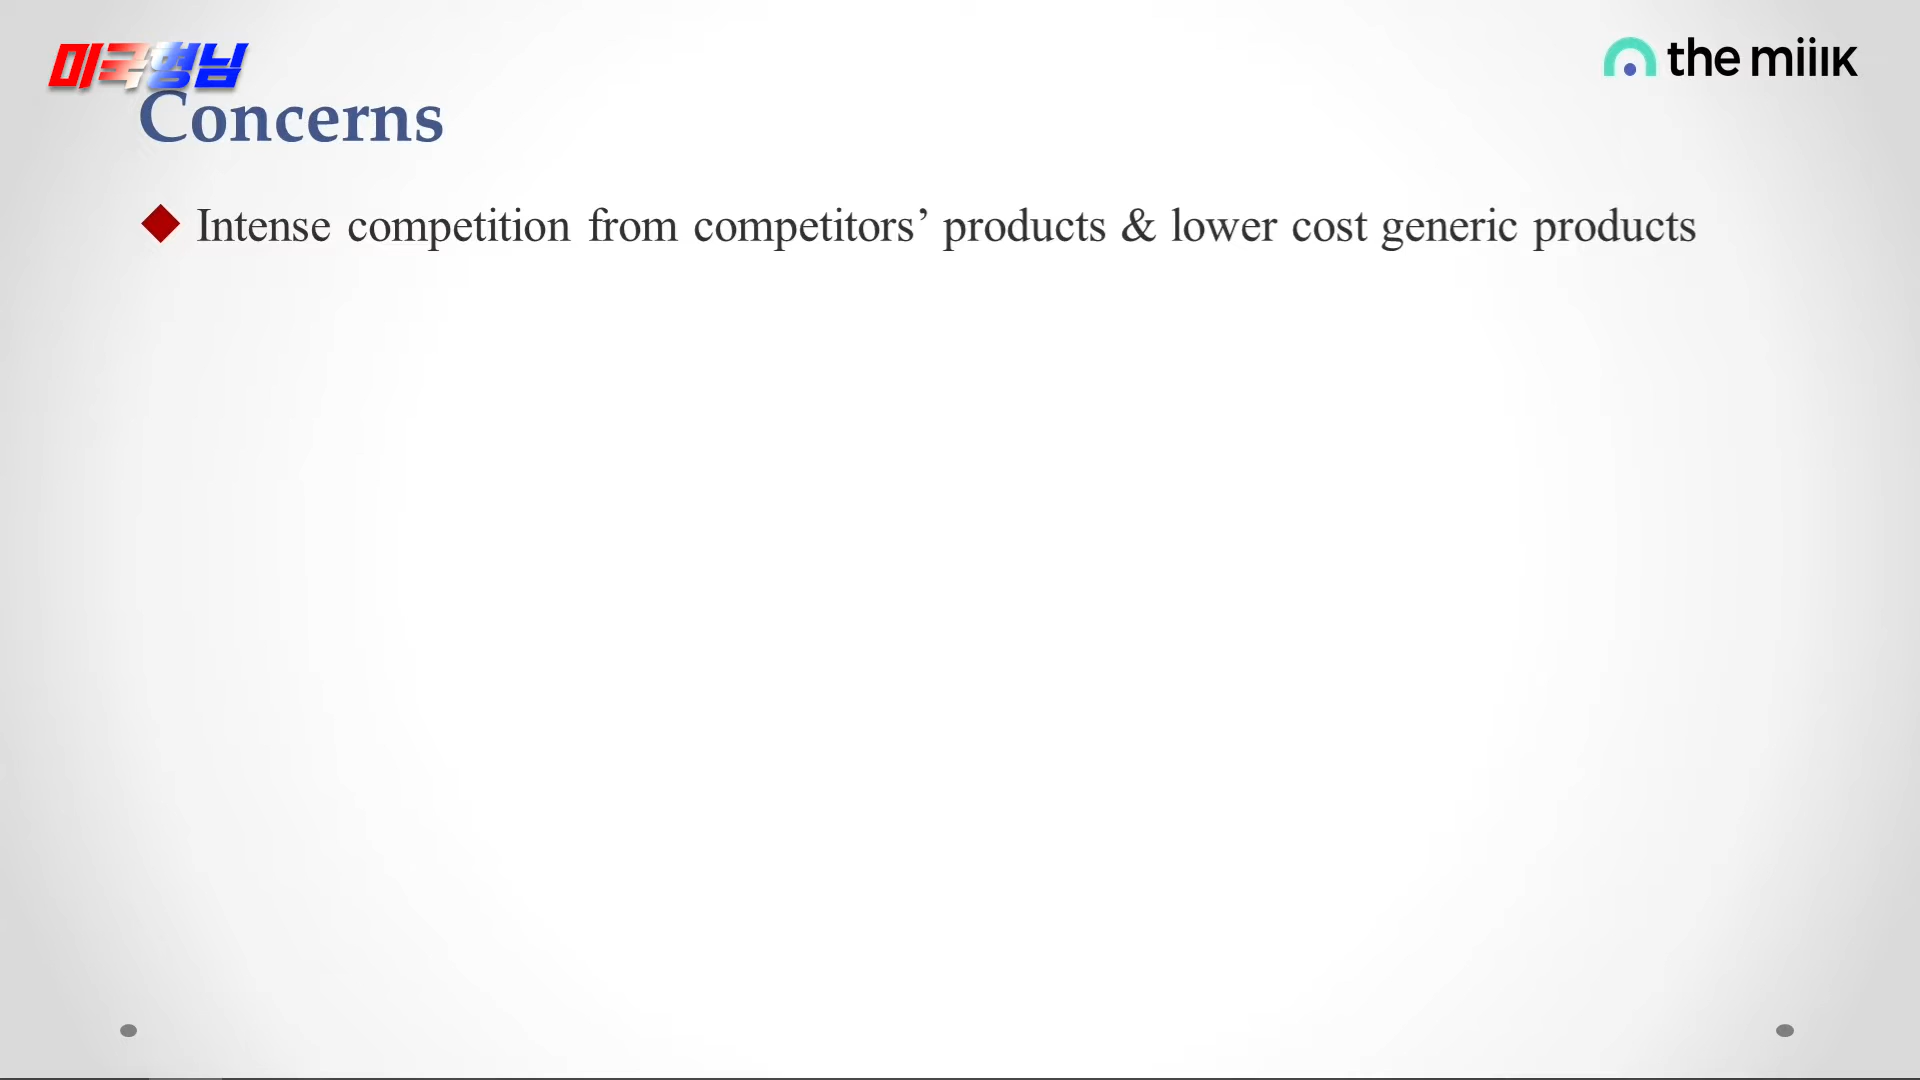 미국형님
the miiiK
Concerns
Intense competition from competitors’ products & lower cost generic products